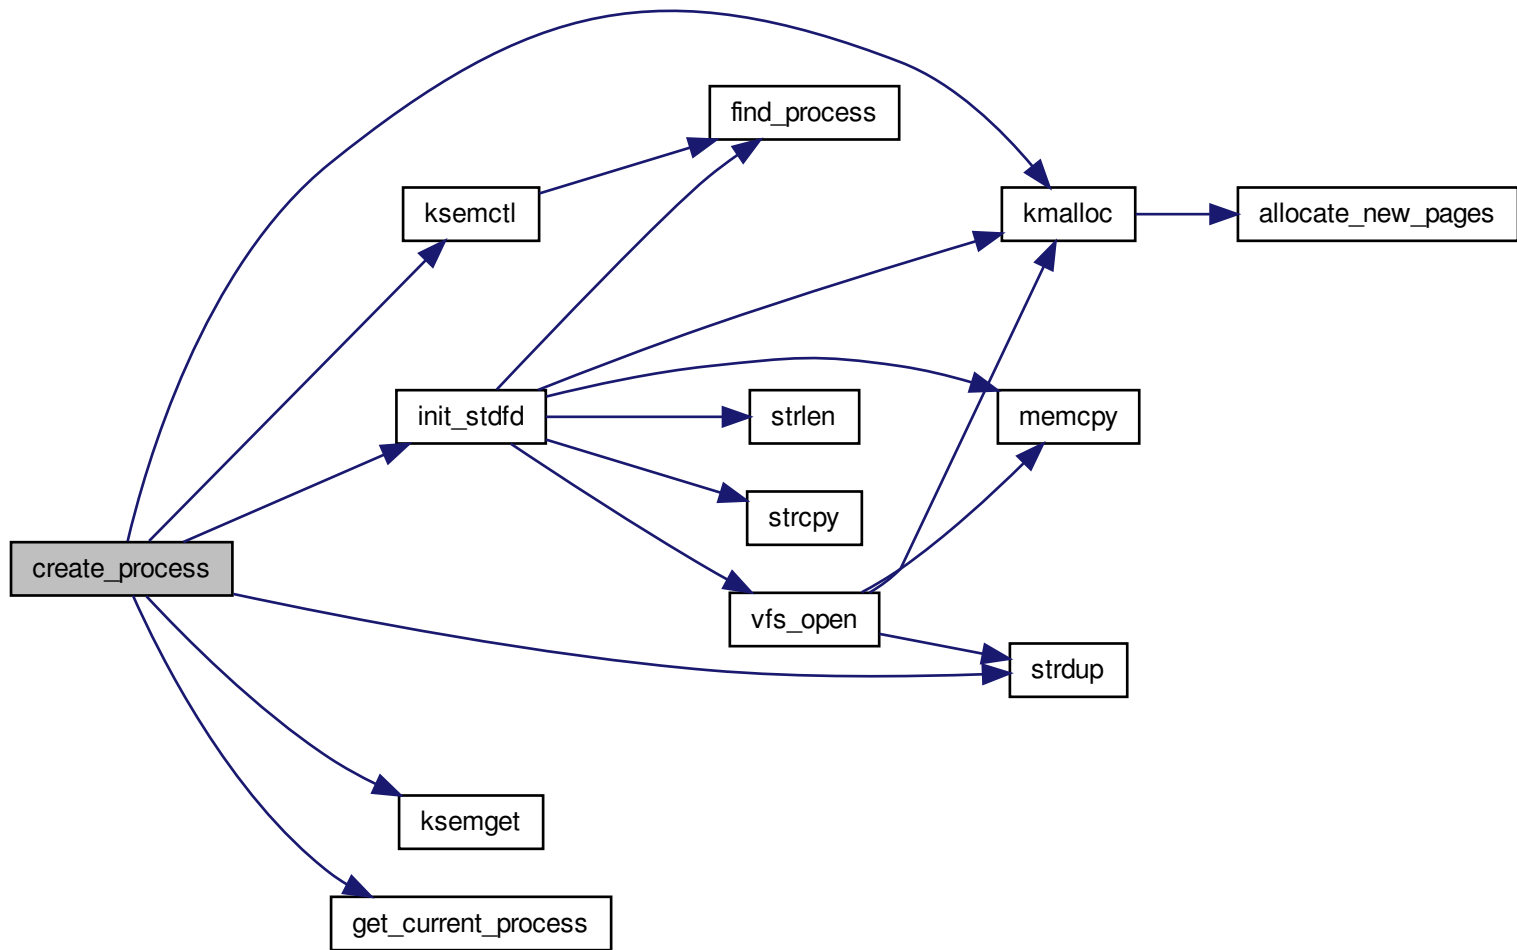 find_process
ksemctl
kmalloc
allocate_new_pages
init_stdfd
strlen
memcpy
strcpy
create_process
vfs_open
strdup
ksemget
get_current_process